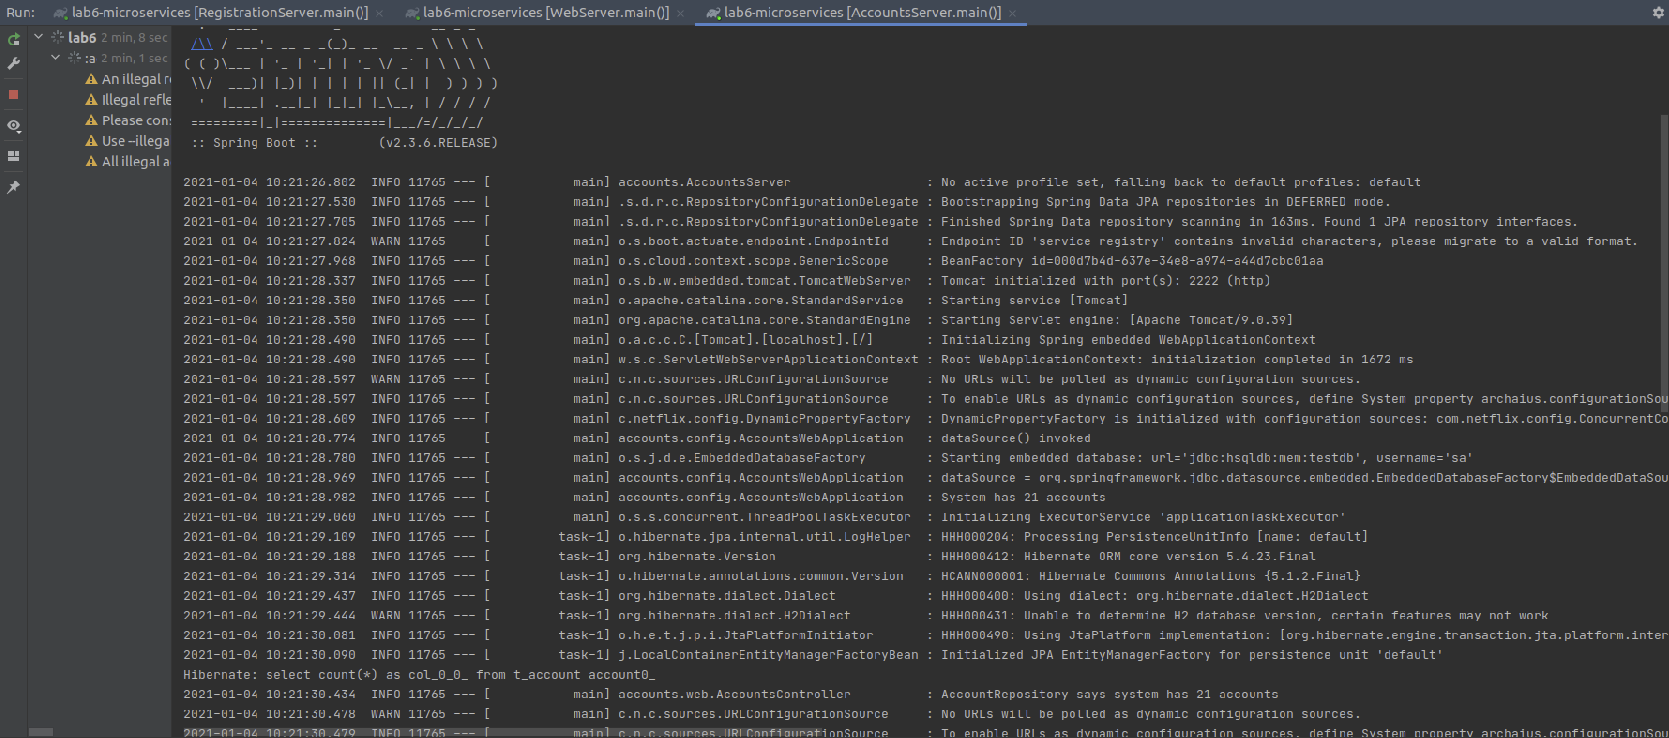 Run: lab6-microservices [RegistrationServer.main()] × lab6-microservices [WebServer.main()] × lab6-microservices [AccountsServer.main()] ×
lab6 2 min, 8 sec
:a 2 min, 1 sec
An illegal r
Illegal refle
Please cons
Use --illega
All illegal a
/\\ / ___'_ __ _ _(_)_ __  __ _ \ \ \ \
( ( )\___ | '_ | '_| | '_ \/ _` | \ \ \ \
\\/  ___)| |_)| | | | | || (_| |  ) ) ) )
'  |____| .__|_| |_|_| |_\__, | / / / /
=========|_|==============|___/=/_/_/_/
:: Spring Boot ::        (v2.3.6.RELEASE)
2021-01-04 10:21:26.802  INFO 11765 --- [           main] accounts.AccountsServer                  : No active profile set, falling back to default profiles: default
2021-01-04 10:21:27.530  INFO 11765 --- [           main] .s.d.r.c.RepositoryConfigurationDelegate : Bootstrapping Spring Data JPA repositories in DEFERRED mode.
2021-01-04 10:21:27.705  INFO 11765 --- [           main] .s.d.r.c.RepositoryConfigurationDelegate : Finished Spring Data repository scanning in 163ms. Found 1 JPA repository interfaces.
2021 01 04 10:21:27.824  WARN 11765     [           main] o.s.boot.actuate.endpoint.EndpointId     : Endpoint ID 'service registry' contains invalid characters, please migrate to a valid format.
2021-01-04 10:21:27.968  INFO 11765 --- [           main] o.s.cloud.context.scope.GenericScope     : BeanFactory id=000d7b4d-637e-34e8-a974-a44d7cbc01aa
2021-01-04 10:21:28.337  INFO 11765 --- [           main] o.s.b.w.embedded.tomcat.TomcatWebServer  : Tomcat initialized with port(s): 2222 (http)
2021-01-04 10:21:28.350  INFO 11765 --- [           main] o.apache.catalina.core.StandardService   : Starting service [Tomcat]
2021-01-04 10:21:28.350  INFO 11765 --- [           main] org.apache.catalina.core.StandardEngine  : Starting Servlet engine: [Apache Tomcat/9.0.39]
2021-01-04 10:21:28.490  INFO 11765 --- [           main] o.a.c.c.C.[Tomcat].[localhost].[/]       : Initializing Spring embedded WebApplicationContext
2021-01-04 10:21:28.490  INFO 11765 --- [           main] w.s.c.ServletWebServerApplicationContext : Root WebApplicationContext: initialization completed in 1672 ms
2021-01-04 10:21:28.597  WARN 11765 --- [           main] c.n.c.sources.URLConfigurationSource     : No URLs will be polled as dynamic configuration sources.
2021-01-04 10:21:28.597  INFO 11765 --- [           main] c.n.c.sources.URLConfigurationSource     : To enable URLs as dynamic configuration sources, define System property archaius.configurationSou
2021-01-04 10:21:28.609  INFO 11765 --- [           main] c.netflix.config.DynamicPropertyFactory  : DynamicPropertyFactory is initialized with configuration sources: com.netflix.config.ConcurrentCo
2021 01 04 10:21:28.774  INFO 11765     [           main] accounts.config.AccountsWebApplication   : dataSource() invoked
2021-01-04 10:21:28.780  INFO 11765 --- [           main] o.s.j.d.e.EmbeddedDatabaseFactory        : Starting embedded database: url='jdbc:hsqldb:mem:testdb', username='sa'
2021-01-04 10:21:28.969  INFO 11765 --- [           main] accounts.config.AccountsWebApplication   : dataSource = org.springframework.jdbc.datasource.embedded.EmbeddedDatabaseFactory$EmbeddedDataSou
2021-01-04 10:21:28.982  INFO 11765 --- [           main] accounts.config.AccountsWebApplication   : System has 21 accounts
2021-01-04 10:21:29.060  INFO 11765 --- [           main] o.s.s.concurrent.ThreadPoolTaskExecutor  : Initializing ExecutorService 'applicationTaskExecutor'
2021-01-04 10:21:29.109  INFO 11765 --- [         task-1] o.hibernate.jpa.internal.util.LogHelper  : HHH000204: Processing PersistenceUnitInfo [name: default]
2021-01-04 10:21:29.188  INFO 11765 --- [         task-1] org.hibernate.Version                    : HHH000412: Hibernate ORM core version 5.4.23.Final
2021-01-04 10:21:29.314  INFO 11765 --- [         task-1] o.hibernate.annotations.common.Version   : HCANN000001: Hibernate Commons Annotations {5.1.2.Final}
2021-01-04 10:21:29.437  INFO 11765 --- [         task-1] org.hibernate.dialect.Dialect            : HHH000400: Using dialect: org.hibernate.dialect.H2Dialect
2021-01-04 10:21:29.444  WARN 11765 --- [         task-1] org.hibernate.dialect.H2Dialect          : HHH000431: Unable to determine H2 database version, certain features may not work
2021-01-04 10:21:30.081  INFO 11765 --- [         task-1] o.h.e.t.j.p.i.JtaPlatformInitiator       : HHH000490: Using JtaPlatform implementation: [org.hibernate.engine.transaction.jta.platform.inter
2021-01-04 10:21:30.090  INFO 11765 --- [         task-1] j.LocalContainerEntityManagerFactoryBean : Initialized JPA EntityManagerFactory for persistence unit 'default'
Hibernate: select count(*) as col_0_0_ from t_account account0_
2021-01-04 10:21:30.434  INFO 11765 --- [           main] accounts.web.AccountsController          : AccountRepository says system has 21 accounts
2021-01-04 10:21:30.478  WARN 11765 --- [           main] c.n.c.sources.URLConfigurationSource     : No URLs will be polled as dynamic configuration sources.
2021-01-04 10:21:30.479  INFO 11765 --- [           main] c.n.c.sources.URLConfigurationSource     : To enable URLs as dynamic configuration sources, define System property archaius.configurationSou